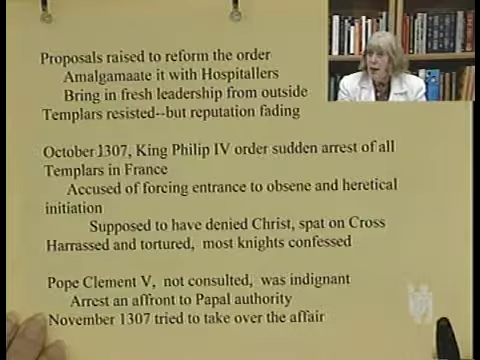 Proposals raised to reform the order
Amalgamaate it with Hospitallers
Bring in fresh leadership from outside
Templars resisted--but reputation fading
October 1307, King Philip IV order sudden arrest of all
Templars in France
Accused of forcing entrance to obsene and heretical
initiation
Supposed to have denied Christ, spat on Cross
Harrassed and tortured, most knights confessed
Pope Clement V, not consulted, was indignant
Arrest an affront to Papal authority
November 1307 tried to take over the affair